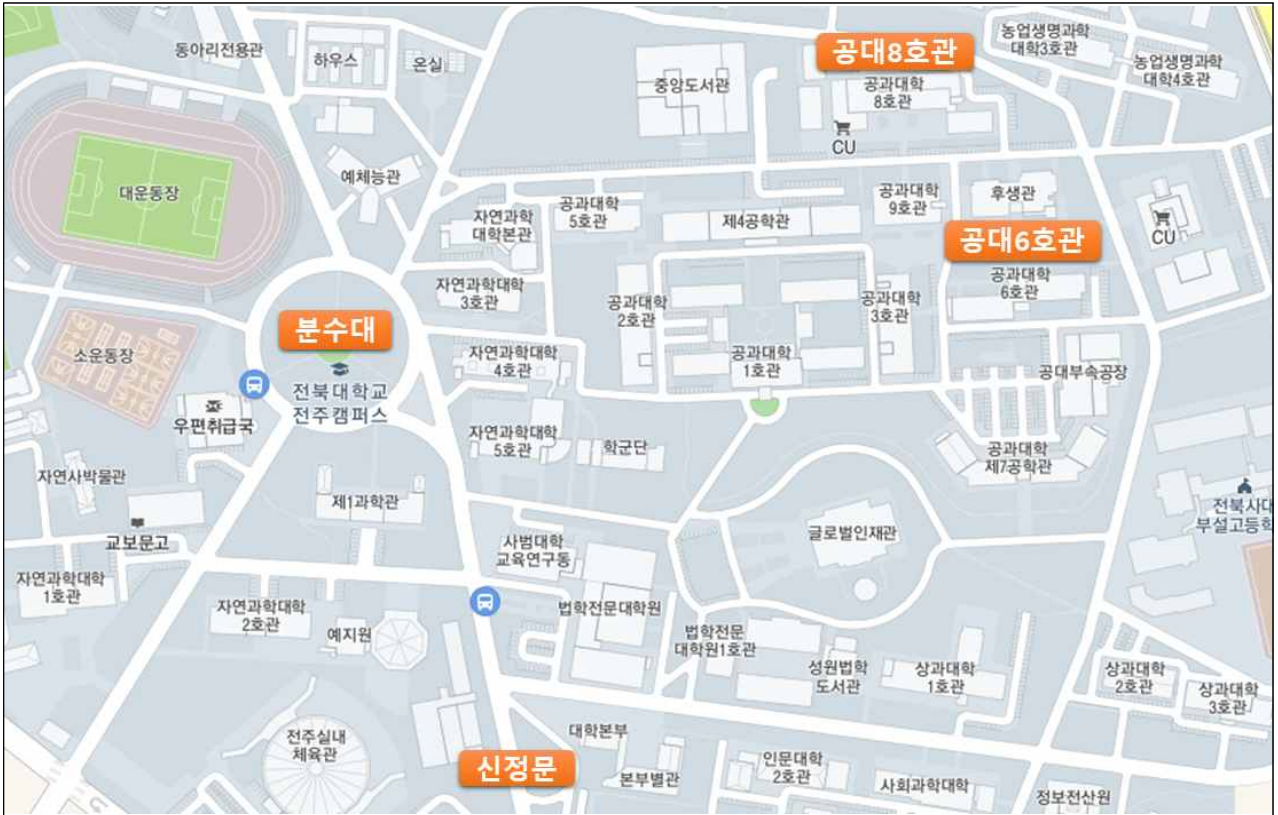 동아리전용관
하우스
온실
중앙도서관
공대8호관
공과대학
8호관
CU
농업생명과학
대학3호관
농업생명과학
대학4호관
대운동장
예체능관
자연과학
대학본관
공과대학
5호관
제4공학관
공과대학
9호관
후생관
CU
공대6호관
공과대학
6호관
자연과학대학
3호관
공과대학
2호관
공과대학
3호관
분수대
소운동장
전북대학교
전주캠퍼스
자연과학대학
4호관
공과대학
1호관
공대부속공장
우편취급국
자연과학대학
5호관
학군단
공과대학
제7공학관
자연사박물관
제1과학관
글로벌인재관
전북사대
부설고등학
교보문고
사범대학
교육연구동
자연과학대학
1호관
자연과학대학
2호관
예지원
법학전문대학원
법학전문
대학원1호관
성원법학
도서관
상과대학
1호관
상과대학
2호관
상과대학
3호관
전주실내
체육관
신정문
대학본부
본부별관
인문대학
2호관
사회과학대학
정보전산원